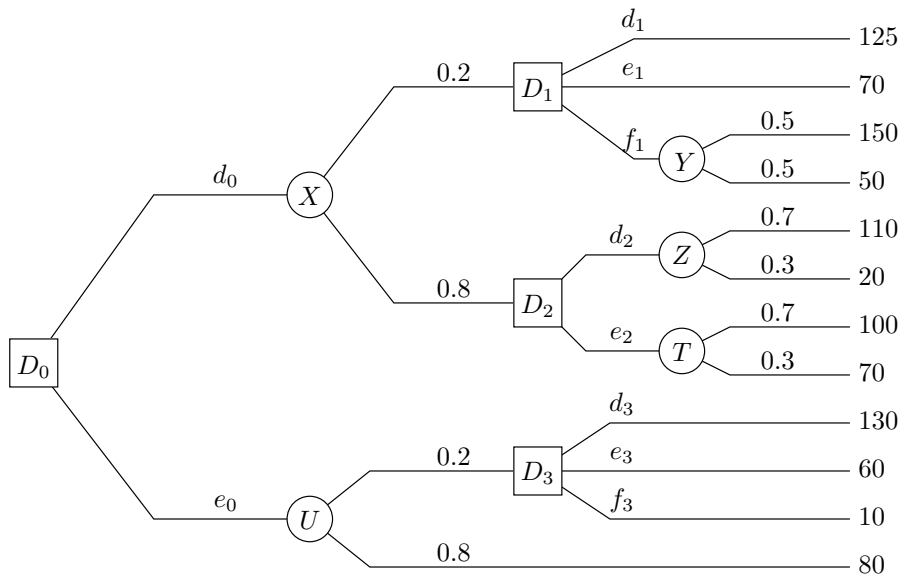 d₁ 125
0.2 e₁
D₁ 70
f₁ 0.5 150
Y
0.5 50
d₀
X
d₂ 0.7 110
Z
0.3 20
0.8
D₂
e₂ 0.7 100
T
0.3 70
D₀
d₃ 130
0.2 e₃
D₃ 60
e₀ f₃ 10
U
0.8 80